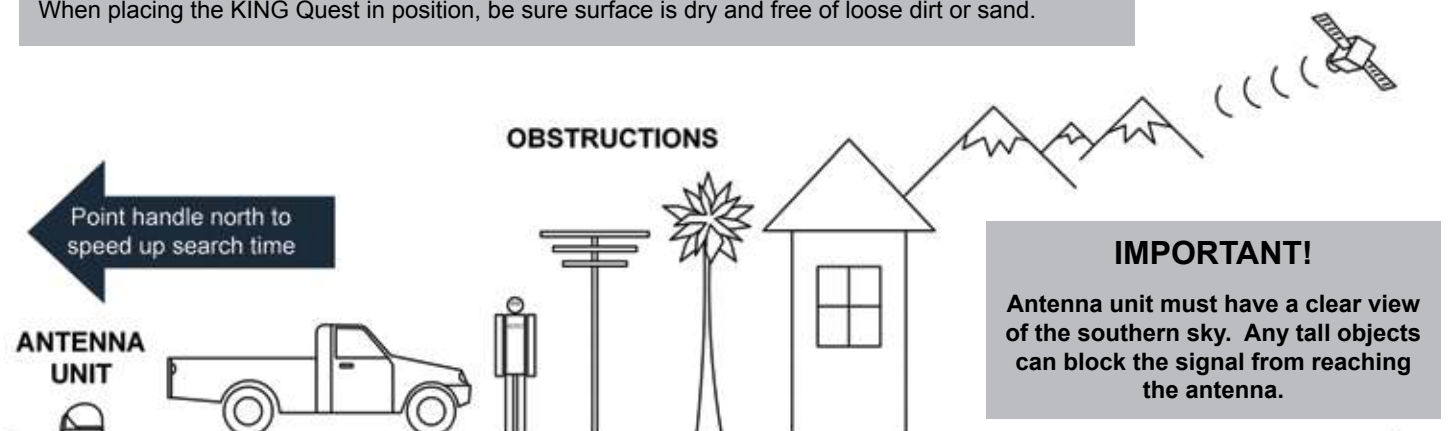 When placing the KING Quest in position, be sure surface is dry and free of loose dirt or sand.
OBSTRUCTIONS
Point handle north to
speed up search time
IMPORTANT!
Antenna unit must have a clear view
of the southern sky.  Any tall objects
can block the signal from reaching
the antenna.
ANTENNA
UNIT